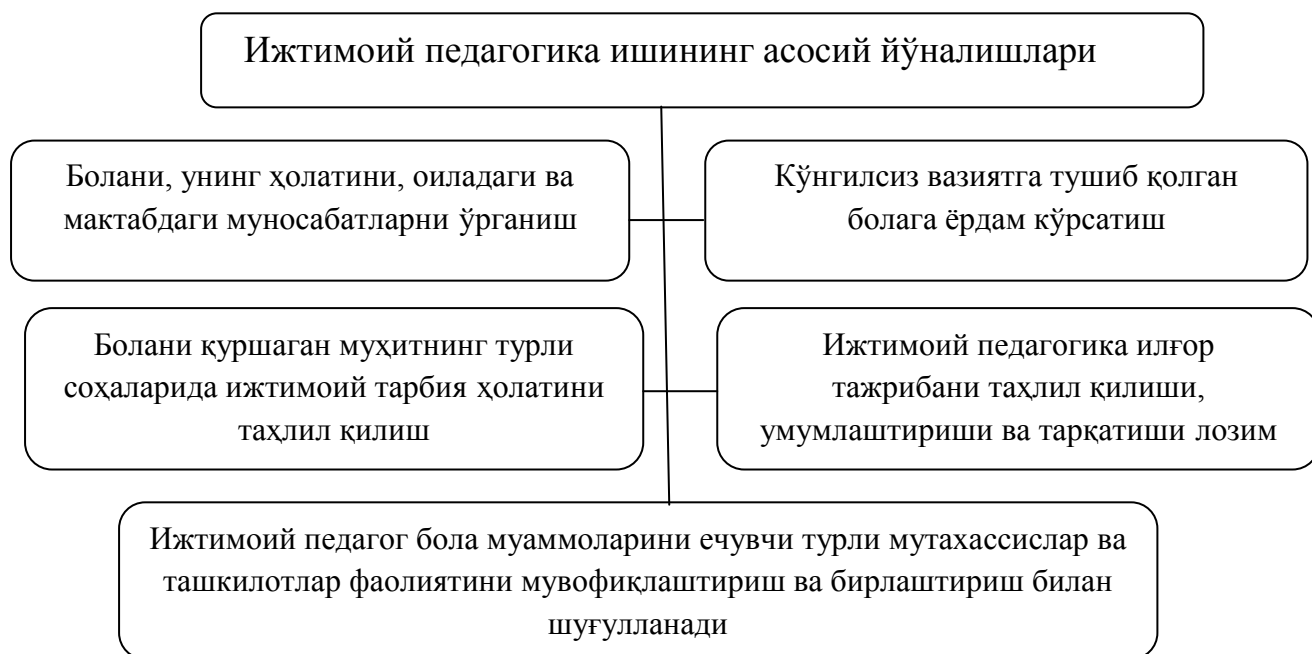 Ижтимоий педагогика ишининг асосий йўналишлари
Болани, унинг ҳолатини, оиладаги ва
мактабдаги муносабатларни ўрганиш
Кўнгилсиз вазиятга тушиб қолган
болага ёрдам кўрсатиш
Болани қуршаган муҳитнинг турли
соҳаларида ижтимоий тарбия ҳолатини
таҳлил қилиш
Ижтимоий педагогика илғор
тажрибани таҳлил қилиши,
умумлаштириши ва тарқатиши лозим
Ижтимоий педагог бола муаммоларини ечувчи турли мутахассислар ва
ташкилотлар фаолиятини мувофиқлаштириш ва бирлаштириш билан
шуғулланади